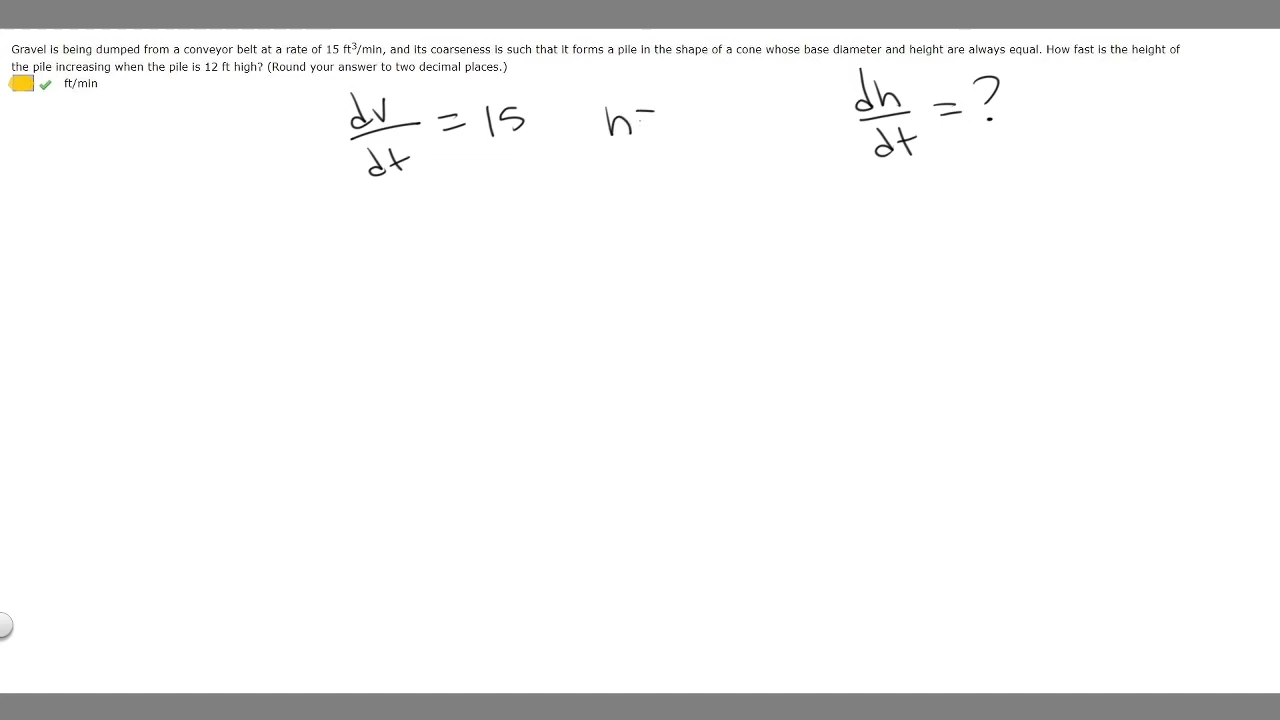 Gravel is being dumped from a conveyor belt at a rate of 15 ft³/min, and its coarseness is such that it forms a pile in the shape of a cone whose base diameter and height are always equal. How fast is the height of
the pile increasing when the pile is 12 ft high? (Round your answer to two decimal places.)
ft/min
dv/dt = 15 h= dh/dt = ?